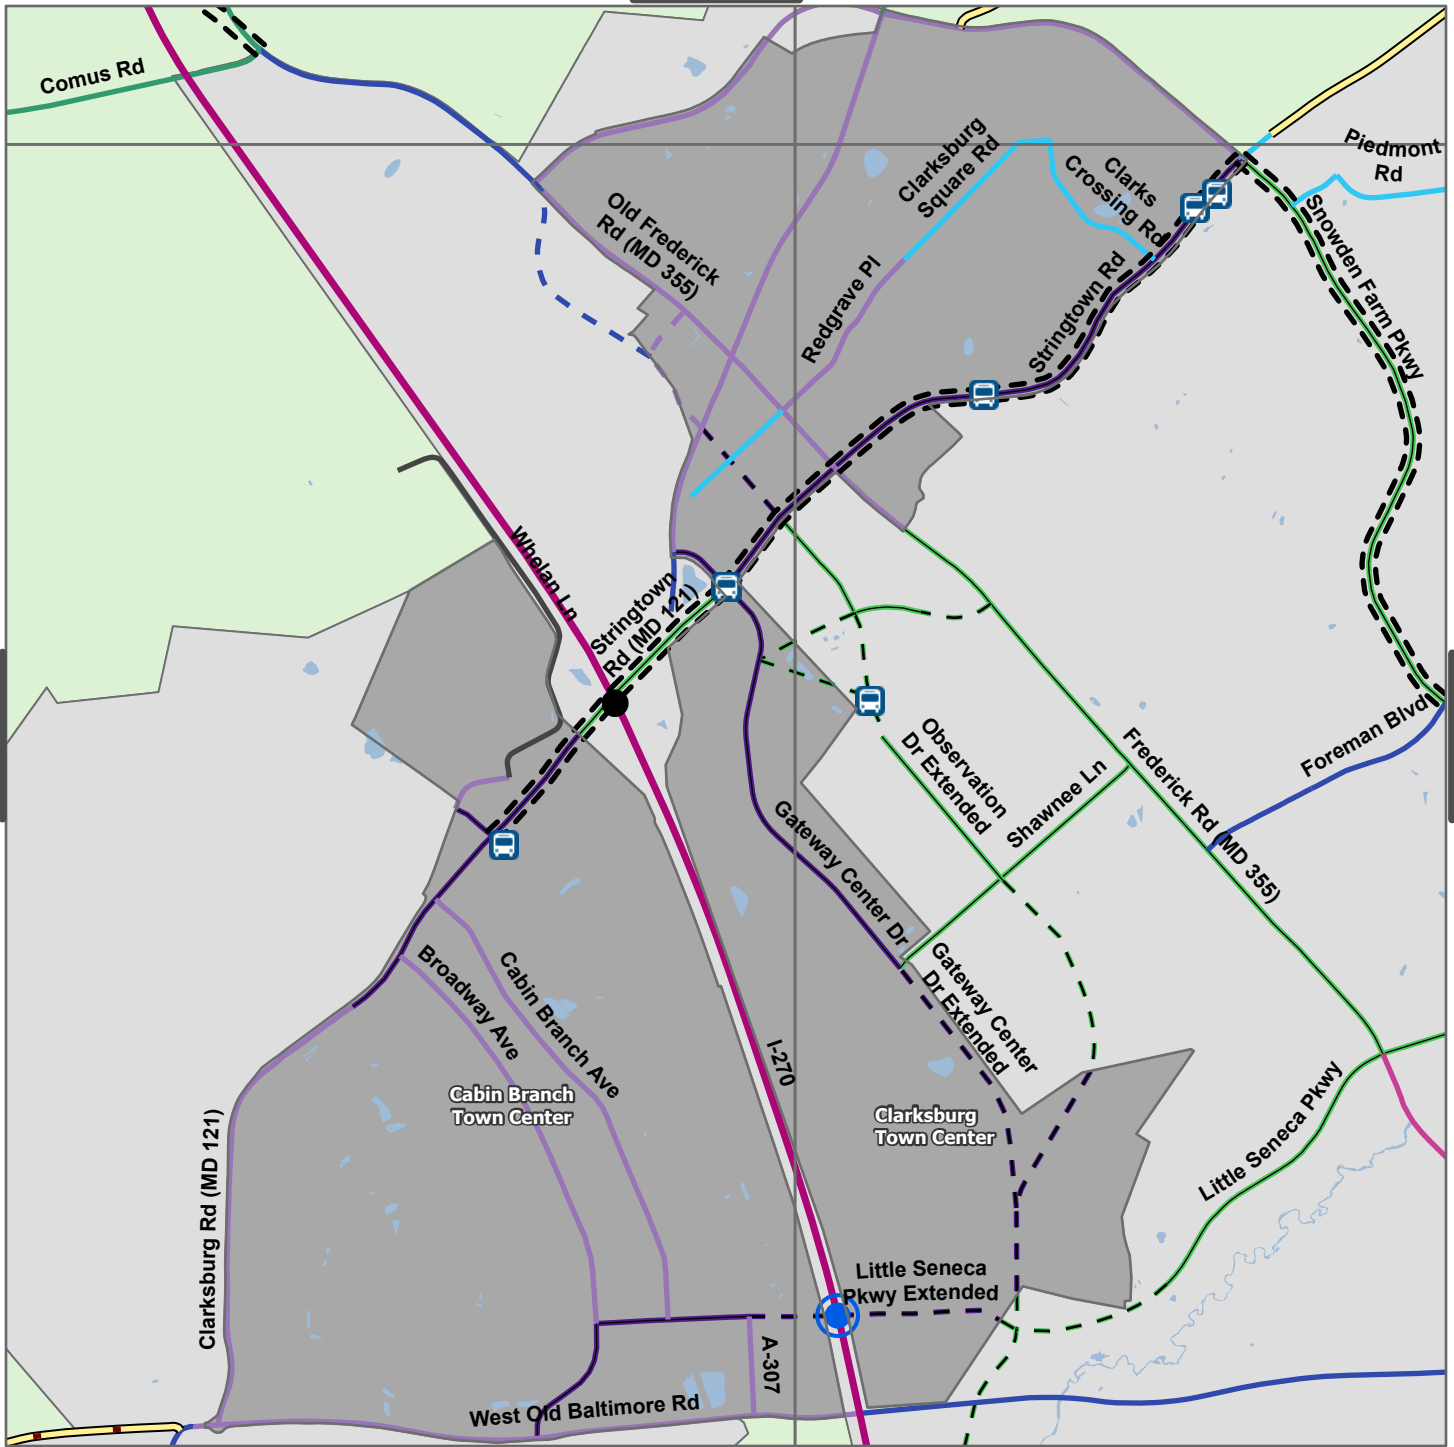 Comus Rd
Piedmont
Rd
Clarksburg
Square Rd
Clarks
Crossing Rd
Old Frederick
Rd (MD 355)
Snowden Farm Pkwy
Redgrave Pl
Stringtown Rd
Whelan Ln
Stringtown
Rd (MD 121)
Foreman Blvd
Observation
Dr Extended
Frederick Rd (MD 355)
Shawnee Ln
Gateway Center Dr
Gateway Center
Dr Extended
Broadway Ave
Cabin Branch Ave
I-270
Cabin Branch
Town Center
Clarksburg
Town Center
Little Seneca Pkwy
Clarksburg Rd (MD 121)
Little Seneca
Pkwy Extended
A-307
West Old Baltimore Rd